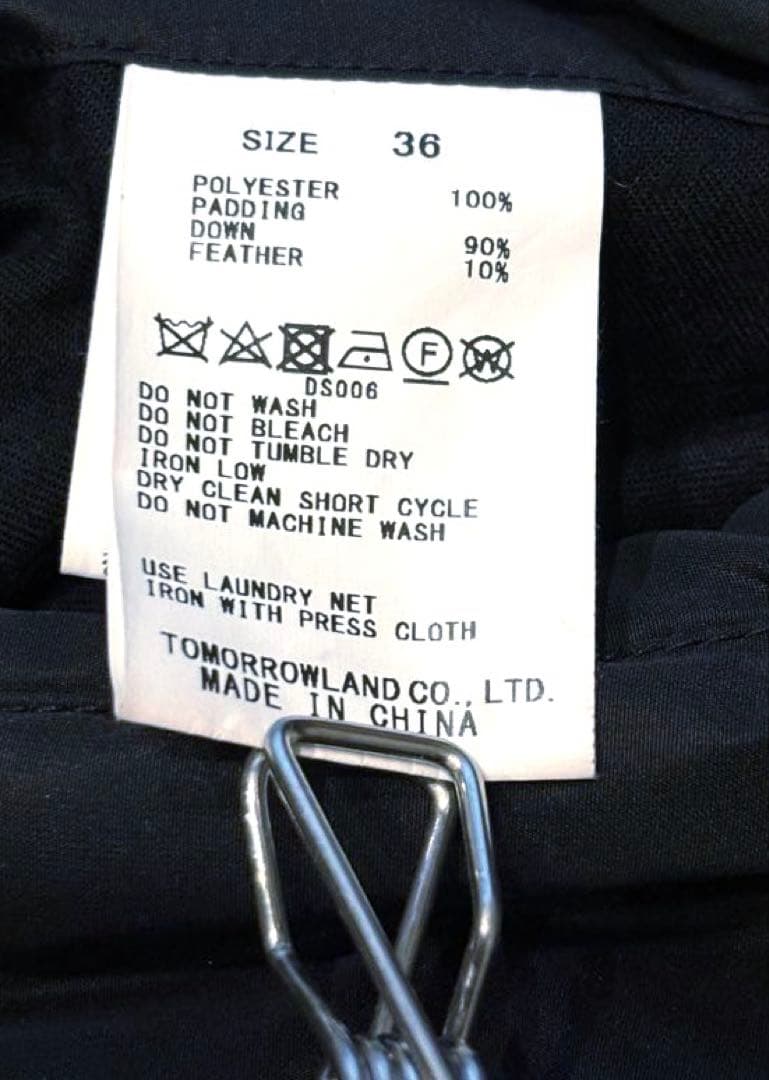 SIZE 36
POLYESTER 100%
PADDING
DOWN 90%
FEATHER 10%
F W
DS006
DO NOT WASH
DO NOT BLEACH
DO NOT TUMBLE DRY
IRON LOW
DRY CLEAN SHORT CYCLE
DO NOT MACHINE WASH
USE LAUNDRY NET
IRON WITH PRESS CLOTH
TOMORROWLAND CO., LTD.
MADE IN CHINA